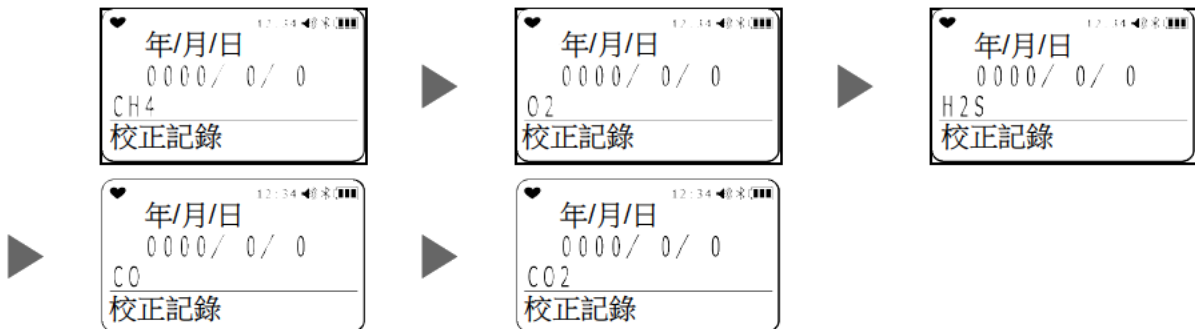 12:34
年/月/日
0000/ 0/ 0
CH4
校正記錄
12:34
年/月/日
0000/ 0/ 0
O2
校正記錄
12:34
年/月/日
0000/ 0/ 0
H2S
校正記錄
12:34
年/月/日
0000/ 0/ 0
CO
校正記錄
12:34
年/月/日
0000/ 0/ 0
CO2
校正記錄